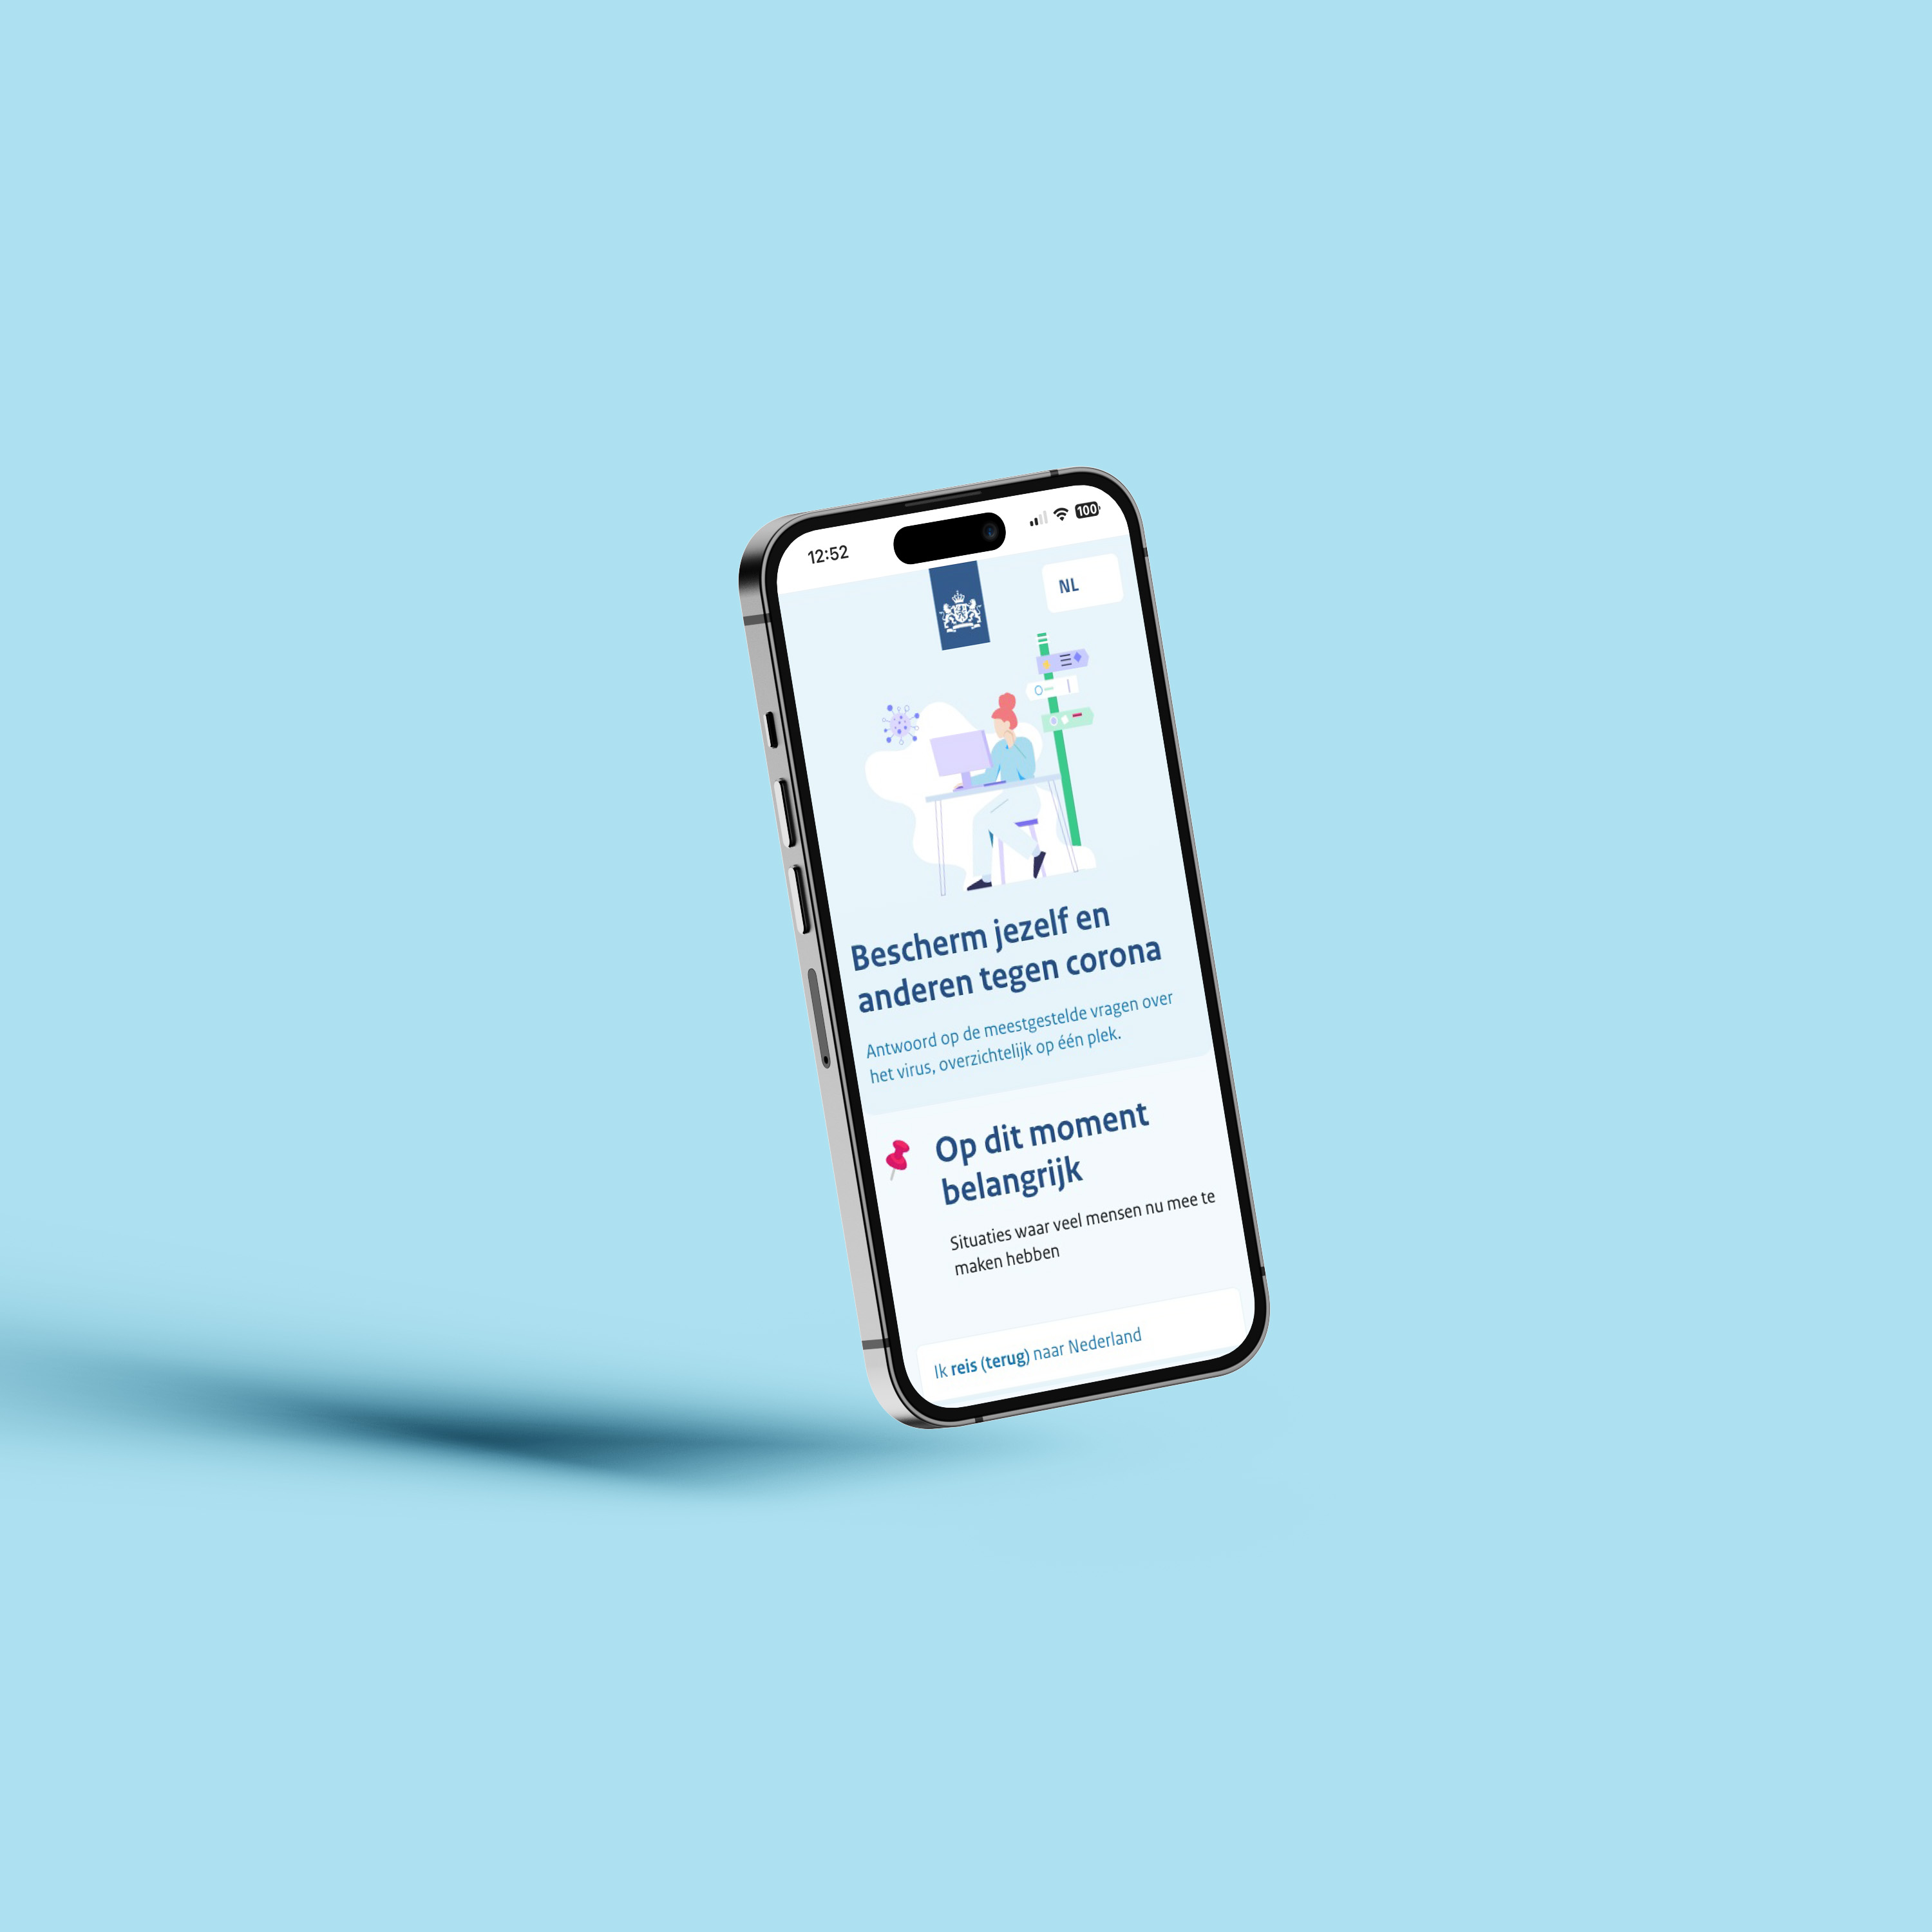 12:52
100
NL
Bescherm jezelf en
anderen tegen corona
Antwoord op de meestgestelde vragen over
het virus, overzichtelijk op één plek.
Op dit moment
belangrijk
Situaties waar veel mensen nu mee te
maken hebben
Ik reis (terug) naar Nederland